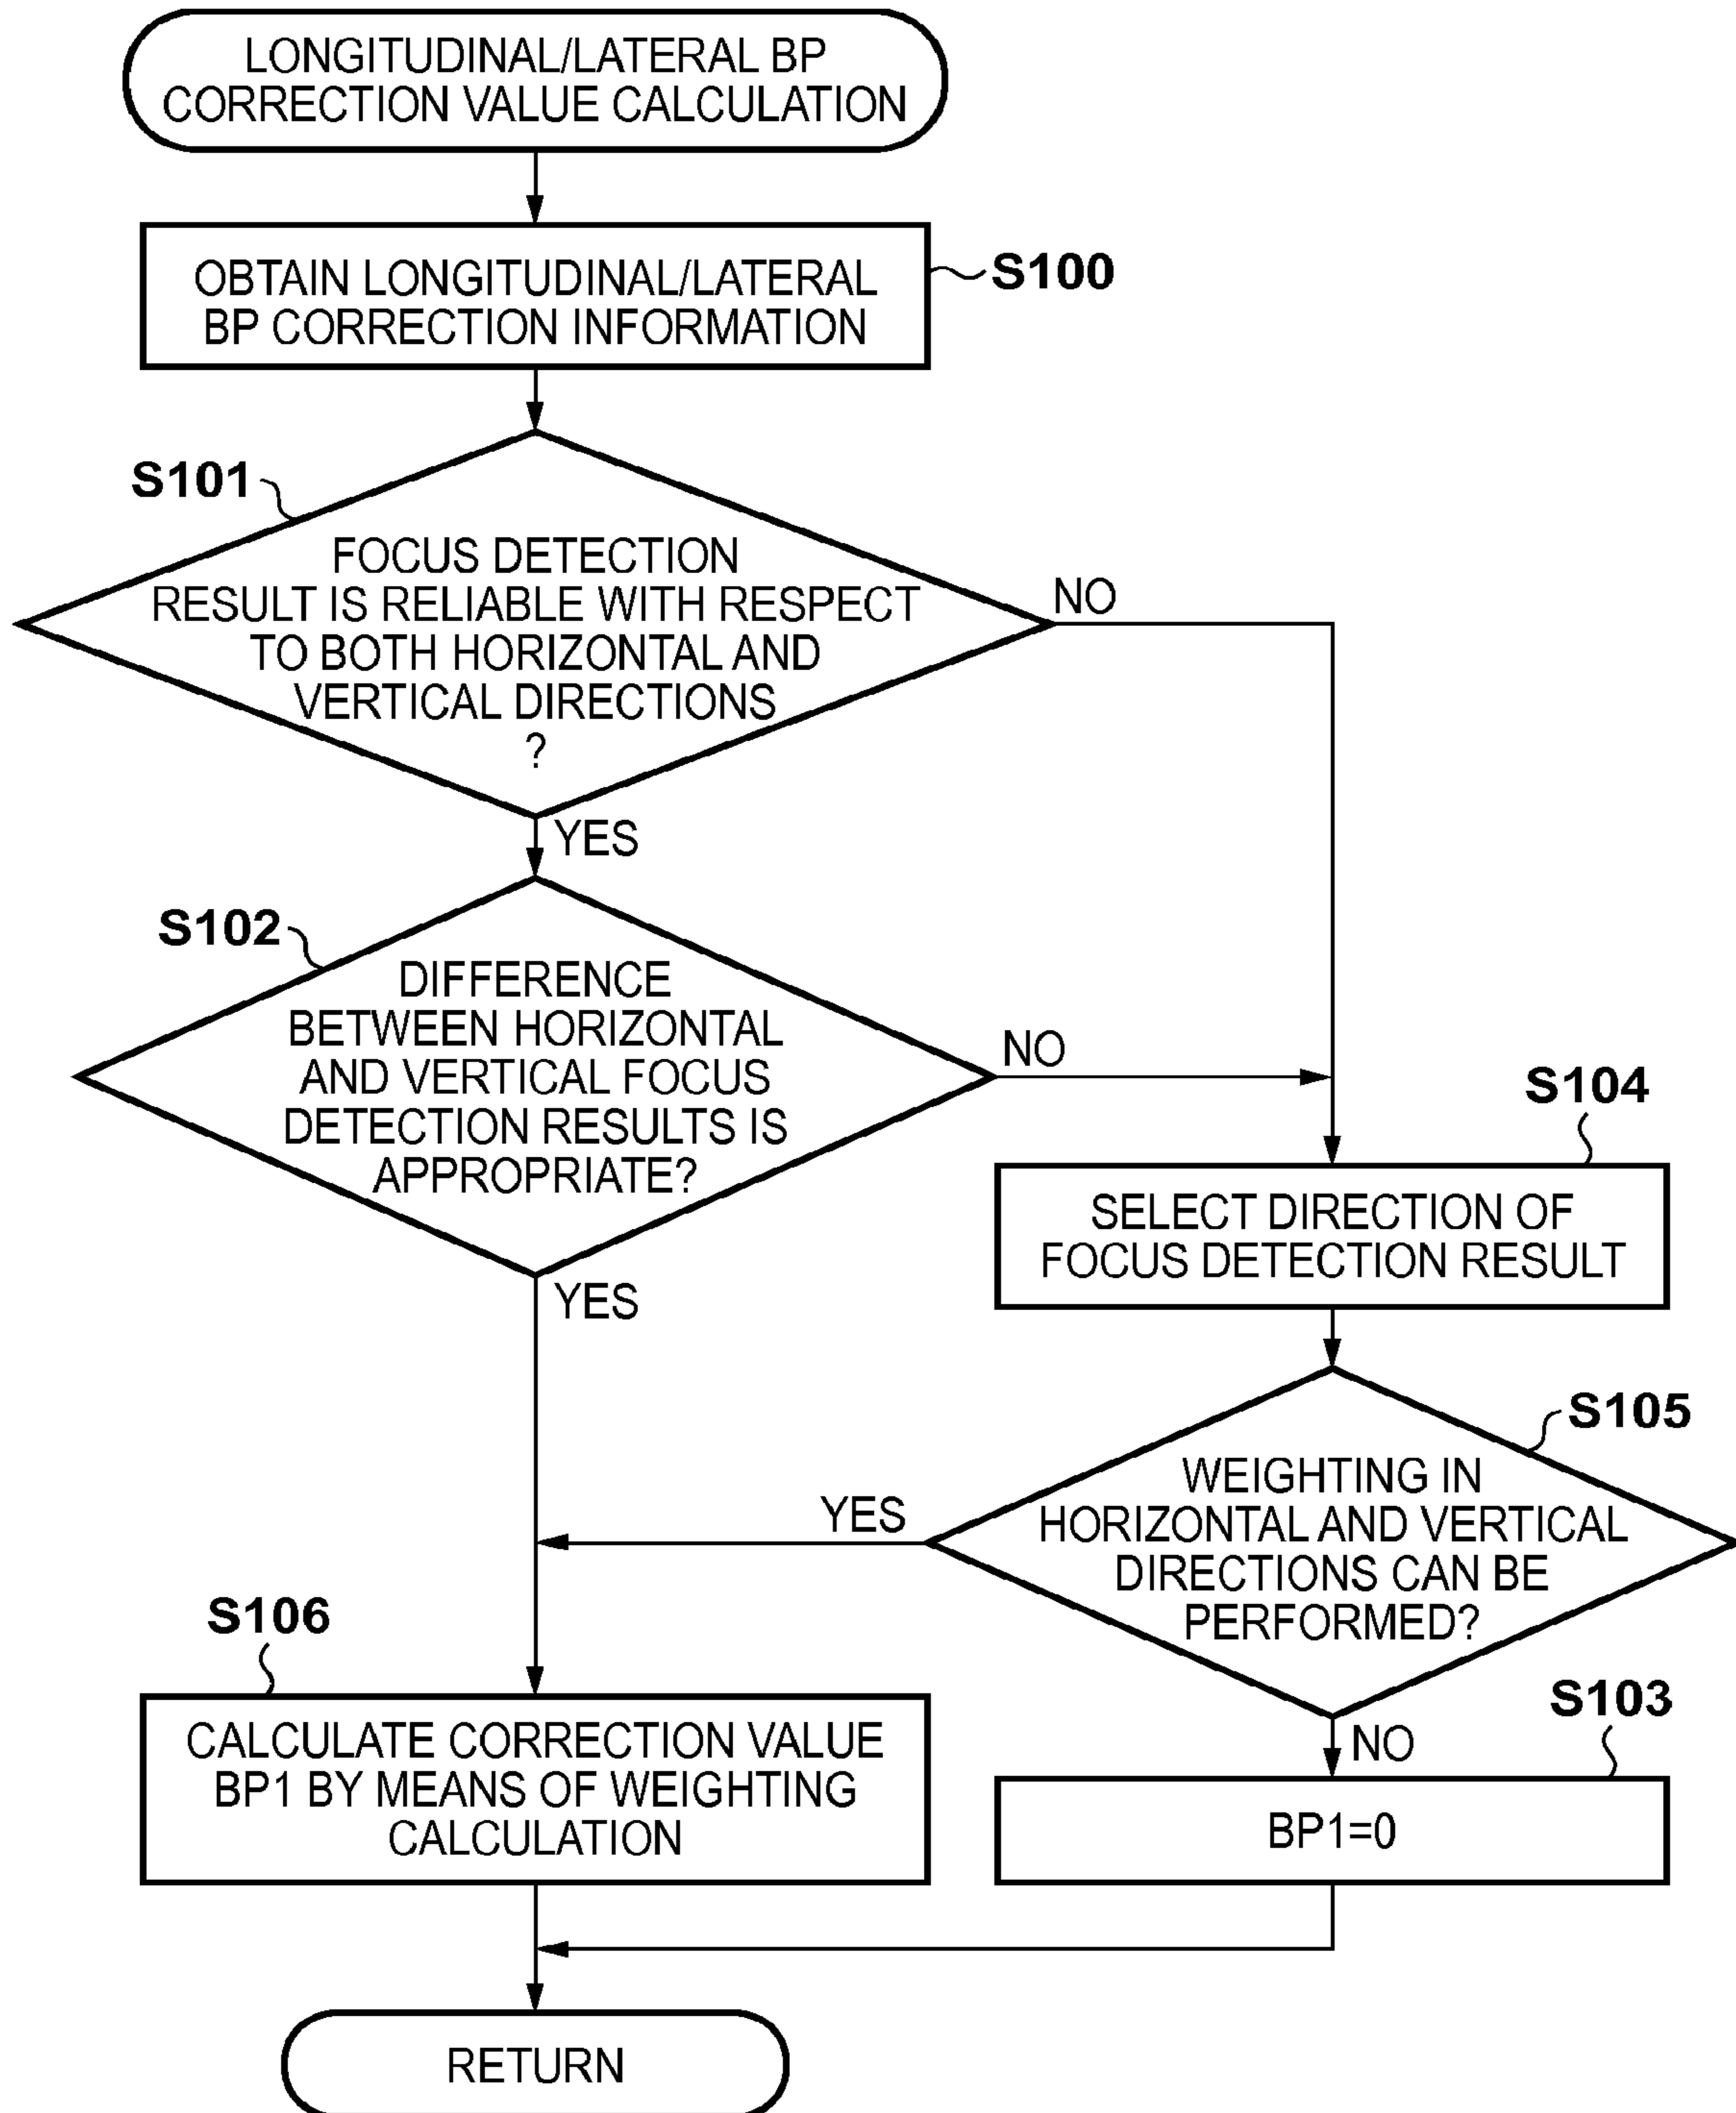 LONGITUDINAL/LATERAL BP
CORRECTION VALUE CALCULATION
OBTAIN LONGITUDINAL/LATERAL
BP CORRECTION INFORMATION
S100
S101
FOCUS DETECTION
RESULT IS RELIABLE WITH RESPECT
TO BOTH HORIZONTAL AND
VERTICAL DIRECTIONS
?
NO
YES
S102
DIFFERENCE
BETWEEN HORIZONTAL
AND VERTICAL FOCUS
DETECTION RESULTS IS
APPROPRIATE?
NO
YES
S104
SELECT DIRECTION OF
FOCUS DETECTION RESULT
S105
WEIGHTING IN
HORIZONTAL AND VERTICAL
DIRECTIONS CAN BE
PERFORMED?
YES
NO
S106
CALCULATE CORRECTION VALUE
BP1 BY MEANS OF WEIGHTING
CALCULATION
S103
BP1=0
RETURN